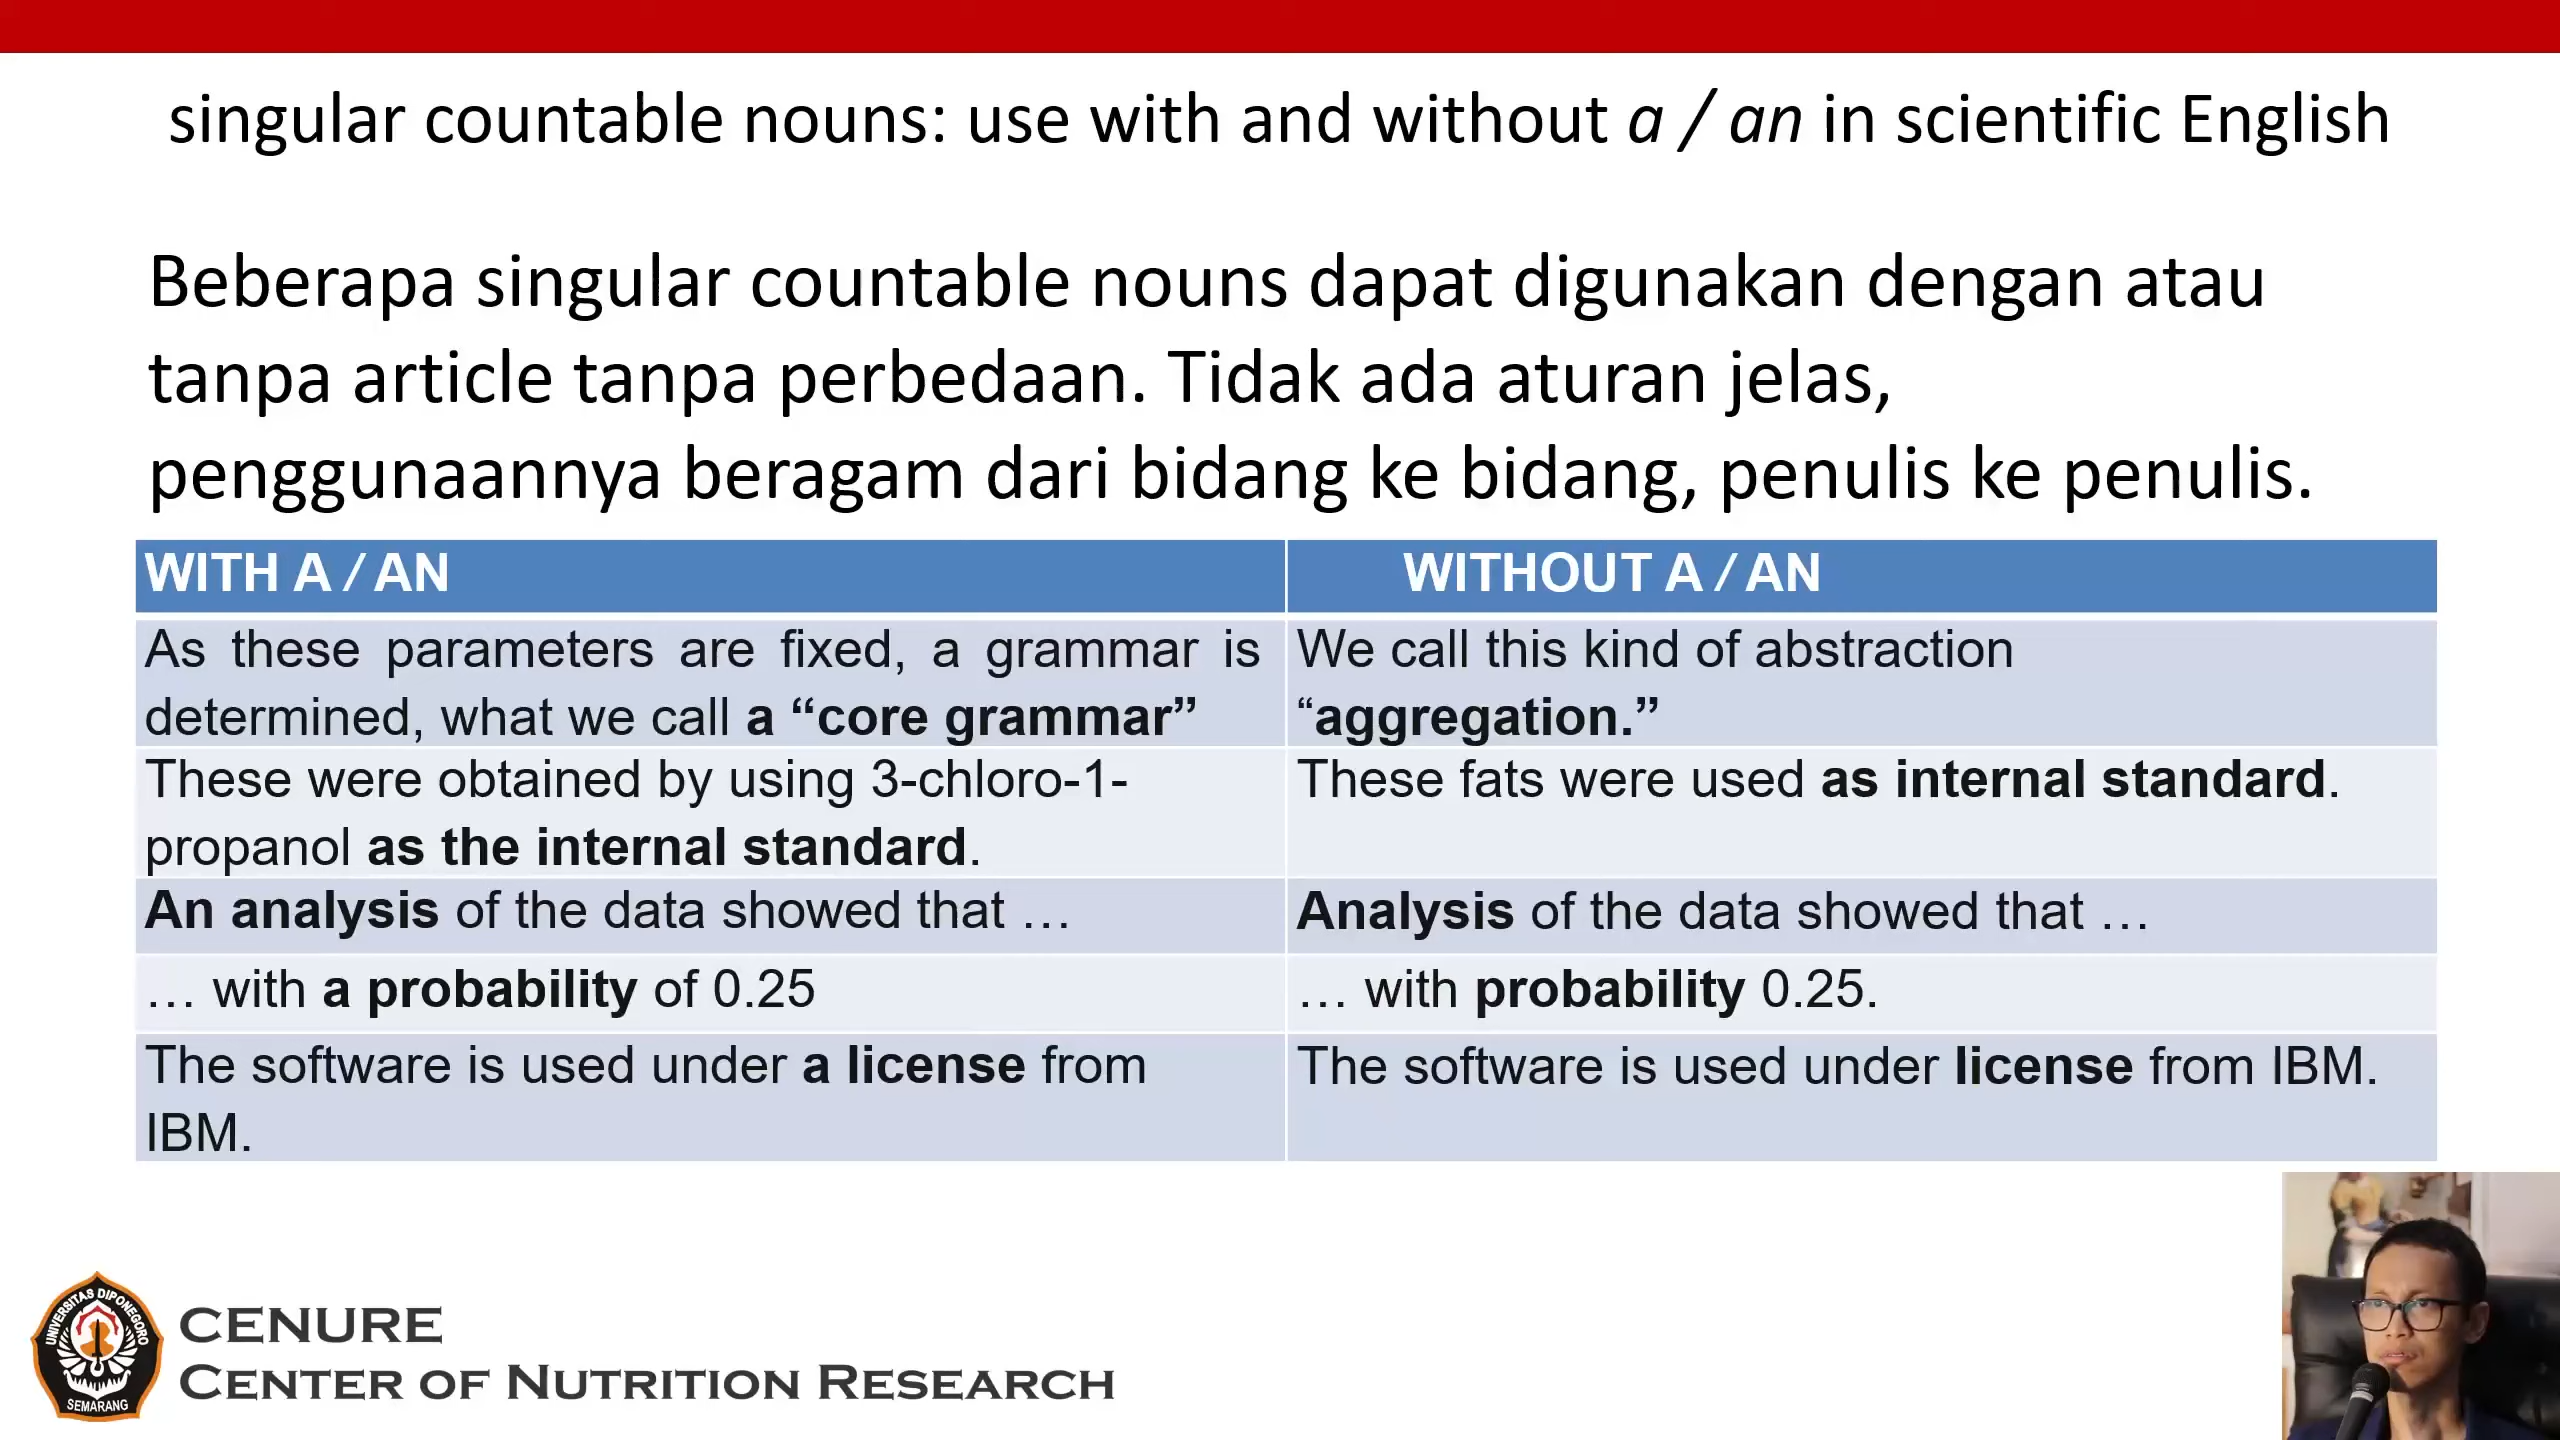 singular countable nouns: use with and without a / an in scientific English
Beberapa singular countable nouns dapat digunakan dengan atau
tanpa article tanpa perbedaan. Tidak ada aturan jelas,
penggunaannya beragam dari bidang ke bidang, penulis ke penulis.
WITH A / AN
WITHOUT A / AN
As these parameters are fixed, a grammar is
determined, what we call a “core grammar”
We call this kind of abstraction
“aggregation.”
These were obtained by using 3-chloro-1-
propanol as the internal standard.
These fats were used as internal standard.
An analysis of the data showed that …
Analysis of the data showed that …
… with a probability of 0.25
… with probability 0.25.
The software is used under a license from
IBM.
The software is used under license from IBM.
UNIVERSITAS DIPONEGORO
SEMARANG
CENURE
CENTER OF NUTRITION RESEARCH